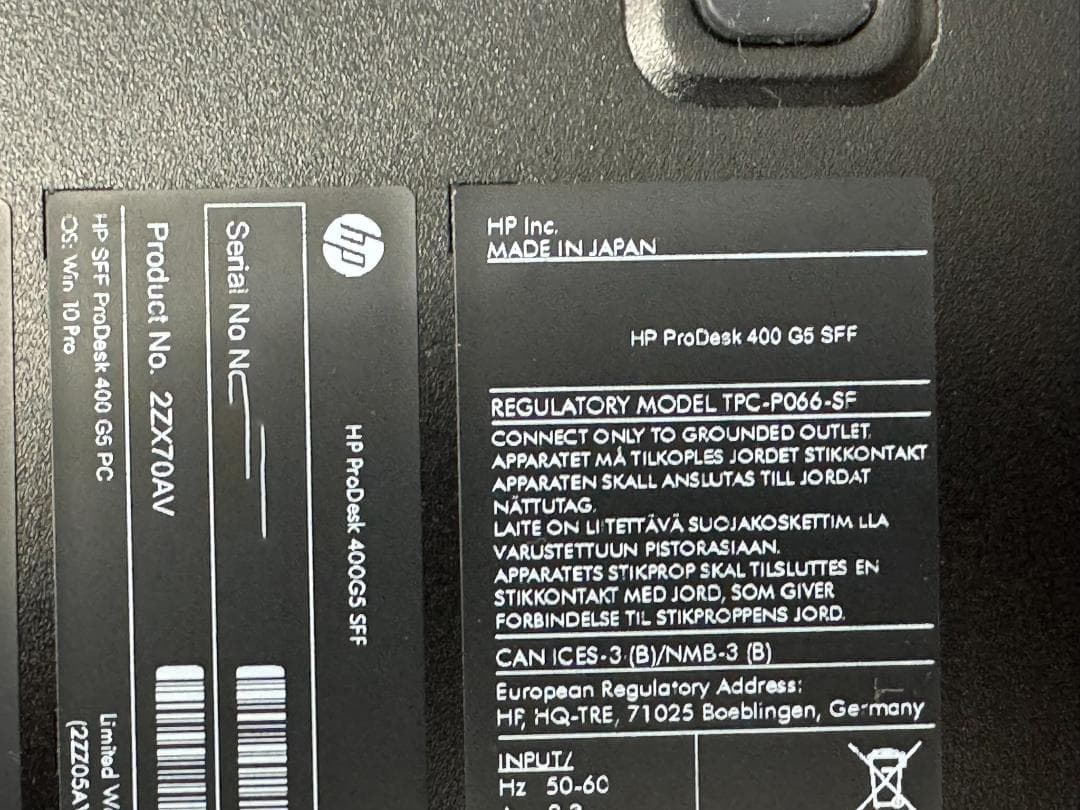 hp
HP ProDesk 400G5 SFF
Serial No
Product No. 2ZX70AV
HP SFF ProDesk 400 G5 PC
Limited
OS: Win 10 Pro
HP Inc.
MADE IN JAPAN
HP ProDesk 400 G5 SFF
REGULATORY MODEL TPC-P066-SF
CONNECT ONLY TO GROUNDED OUTLET.
APPARATET MÅ TILKOPLES JORDET STIKKONTAKT
APPARATEN SKALL ANSLUTAS TILL JORDAT
NÄTTUTAG.
LAITE ON LIITETTÄVÄ SUOJAKOSKETTIMILLA
VARUSTETTUUN PISTORASIAAN.
APPARATETS STIKPROP SKAL TILSLUTTES EN
STIKKONTAKT MED JORD, SOM GIVER
FORBINDELSE TIL STIKPROPPENS JORD.
CAN ICES-3 (B)/NMB-3 (B)
European Regulatory Address:
HP, HQ-TRE, 71025 Boeblingen, Germany
INPUT/
Hz 50-60